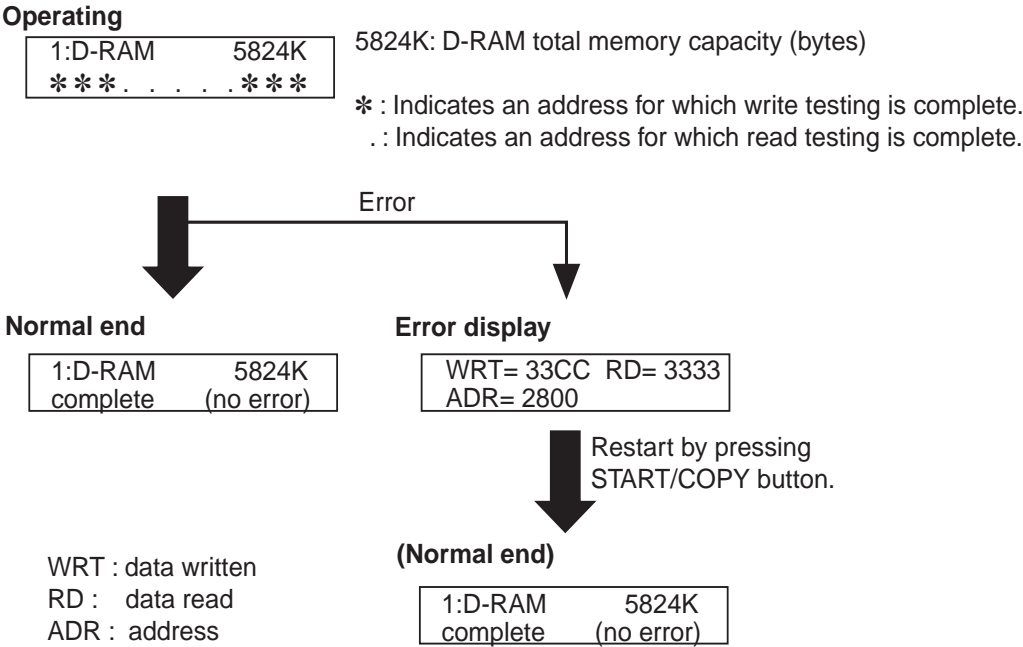 Operating
1:D-RAM 5824K
✽✽✽. . . . .✽✽✽
5824K: D-RAM total memory capacity (bytes)
✽ : Indicates an address for which write testing is complete.
. : Indicates an address for which read testing is complete.
Error
Normal end
1:D-RAM 5824K
complete (no error)
Error display
WRT= 33CC RD= 3333
ADR= 2800
Restart by pressing
START/COPY button.
(Normal end)
1:D-RAM 5824K
complete (no error)
WRT : data written
RD : data read
ADR : address